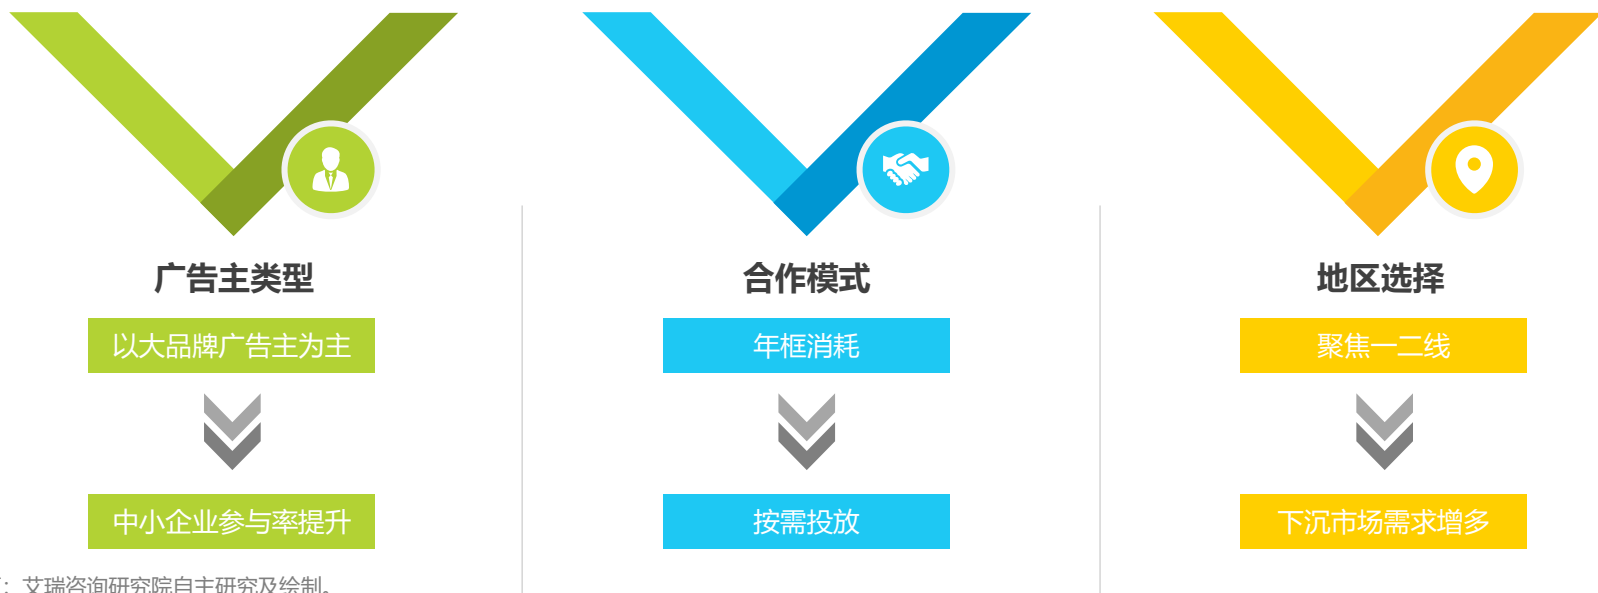 广告主类型
以大品牌广告主为主
中小企业参与率提升
合作模式
年框消耗
按需投放
地区选择
聚焦一二线
下沉市场需求增多
：艾瑞咨询研究院自主研究及绘制。